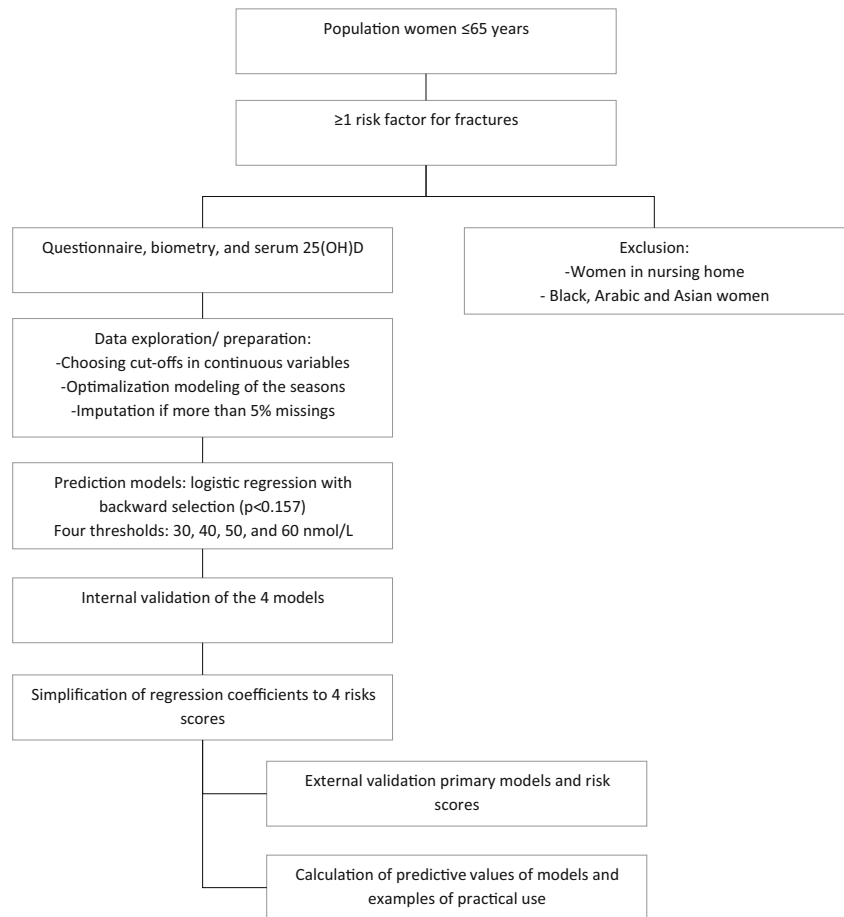 Population women ≤65 years
≥1 risk factor for fractures
Questionnaire, biometry, and serum 25(OH)D
Exclusion:
-Women in nursing home
- Black, Arabic and Asian women
Data exploration/ preparation:
-Choosing cut-offs in continuous variables
-Optimalization modeling of the seasons
-Imputation if more than 5% missings
Prediction models: logistic regression with
backward selection (p<0.157)
Four thresholds: 30, 40, 50, and 60 nmol/L
Internal validation of the 4 models
Simplification of regression coefficients to 4 risks
scores
External validation primary models and risk
scores
Calculation of predictive values of models and
examples of practical use